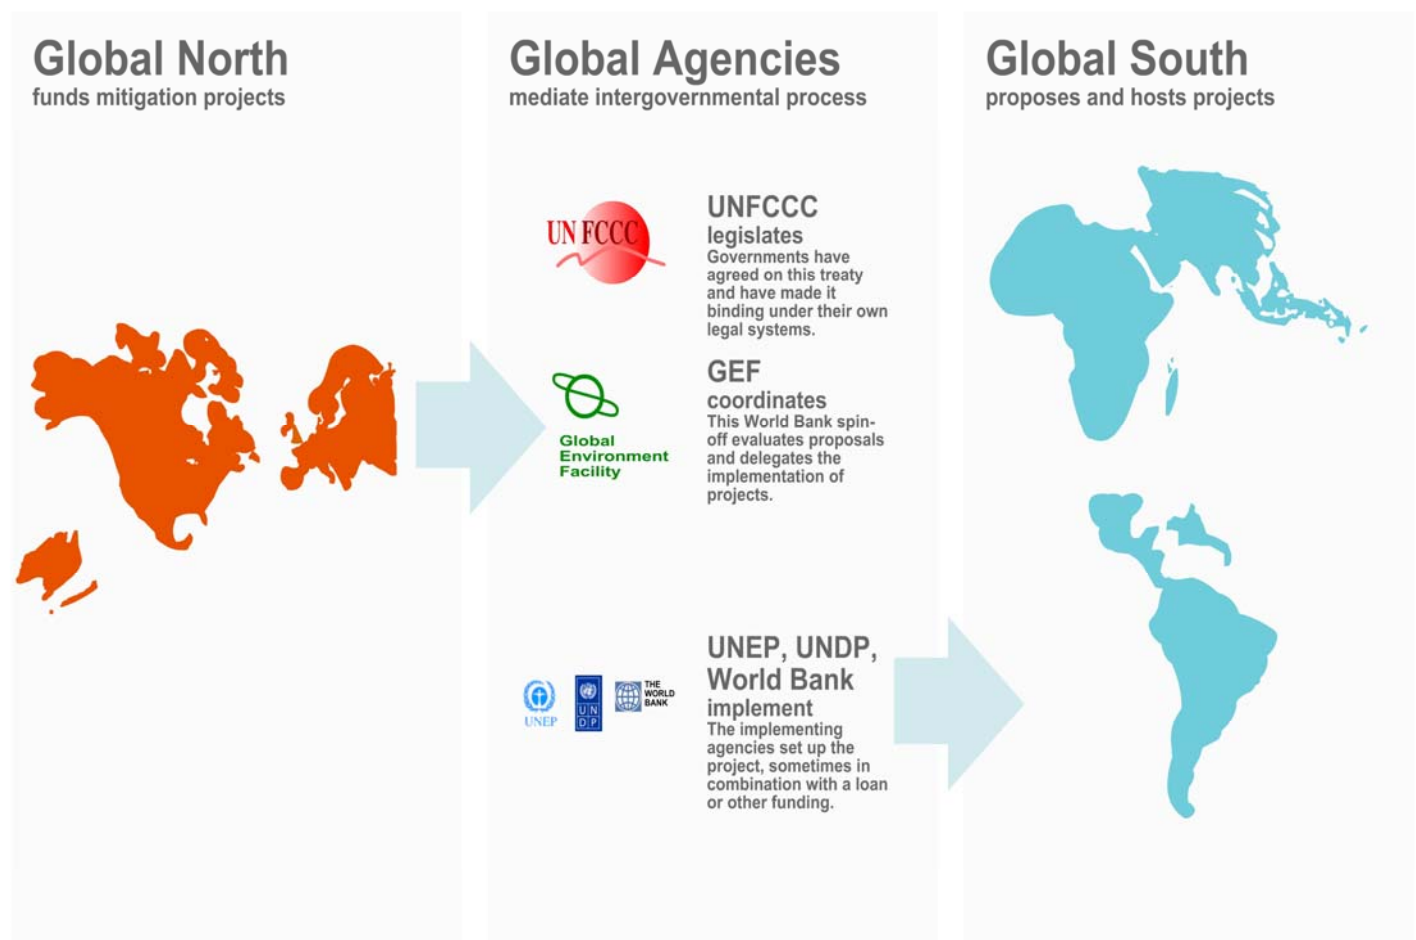 Global North
funds mitigation projects
Global Agencies
mediate intergovernmental process
UN FCCC
UNFCCC
legislates
Governments have
agreed on this treaty
and have made it
binding under their own
legal systems.
Global
Environment
Facility
GEF
coordinates
This World Bank spin-
off evaluates proposals
and delegates the
implementation of
projects.
UNEP
U N
D P
THE
WORLD
BANK
UNEP, UNDP,
World Bank
implement
The implementing
agencies set up the
project, sometimes in
combination with a loan
or other funding.
Global South
proposes and hosts projects